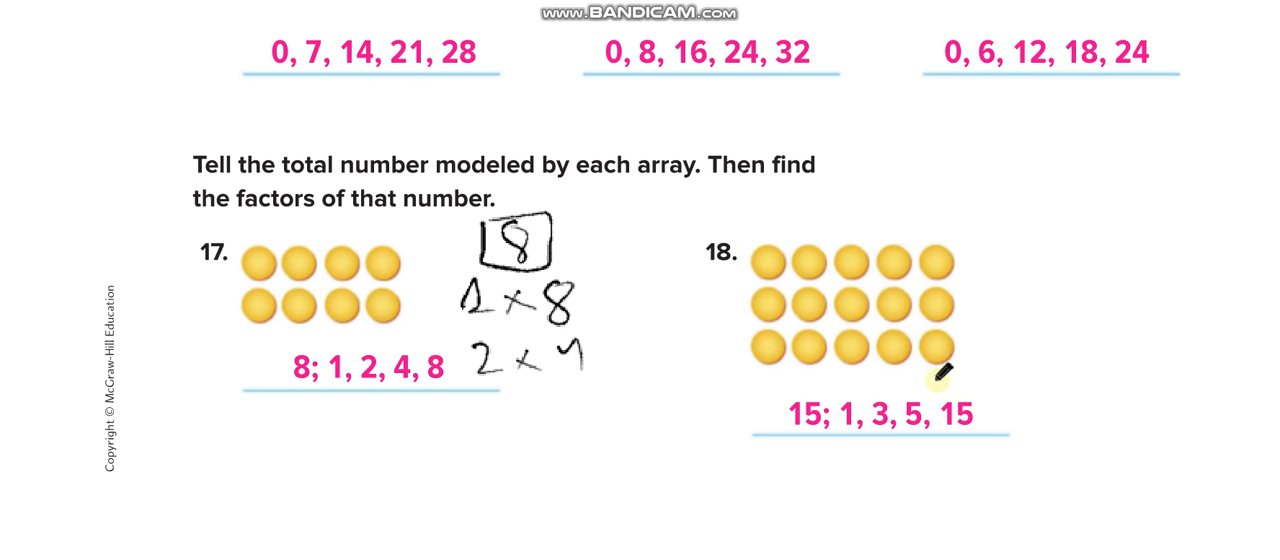 www.BANDICAM.com
0, 7, 14, 21, 28
0, 8, 16, 24, 32
0, 6, 12, 18, 24
Tell the total number modeled by each array. Then find
the factors of that number.
17.
8
1 × 8
2 × 4
8; 1, 2, 4, 8
18.
15; 1, 3, 5, 15
Copyright © McGraw-Hill Education